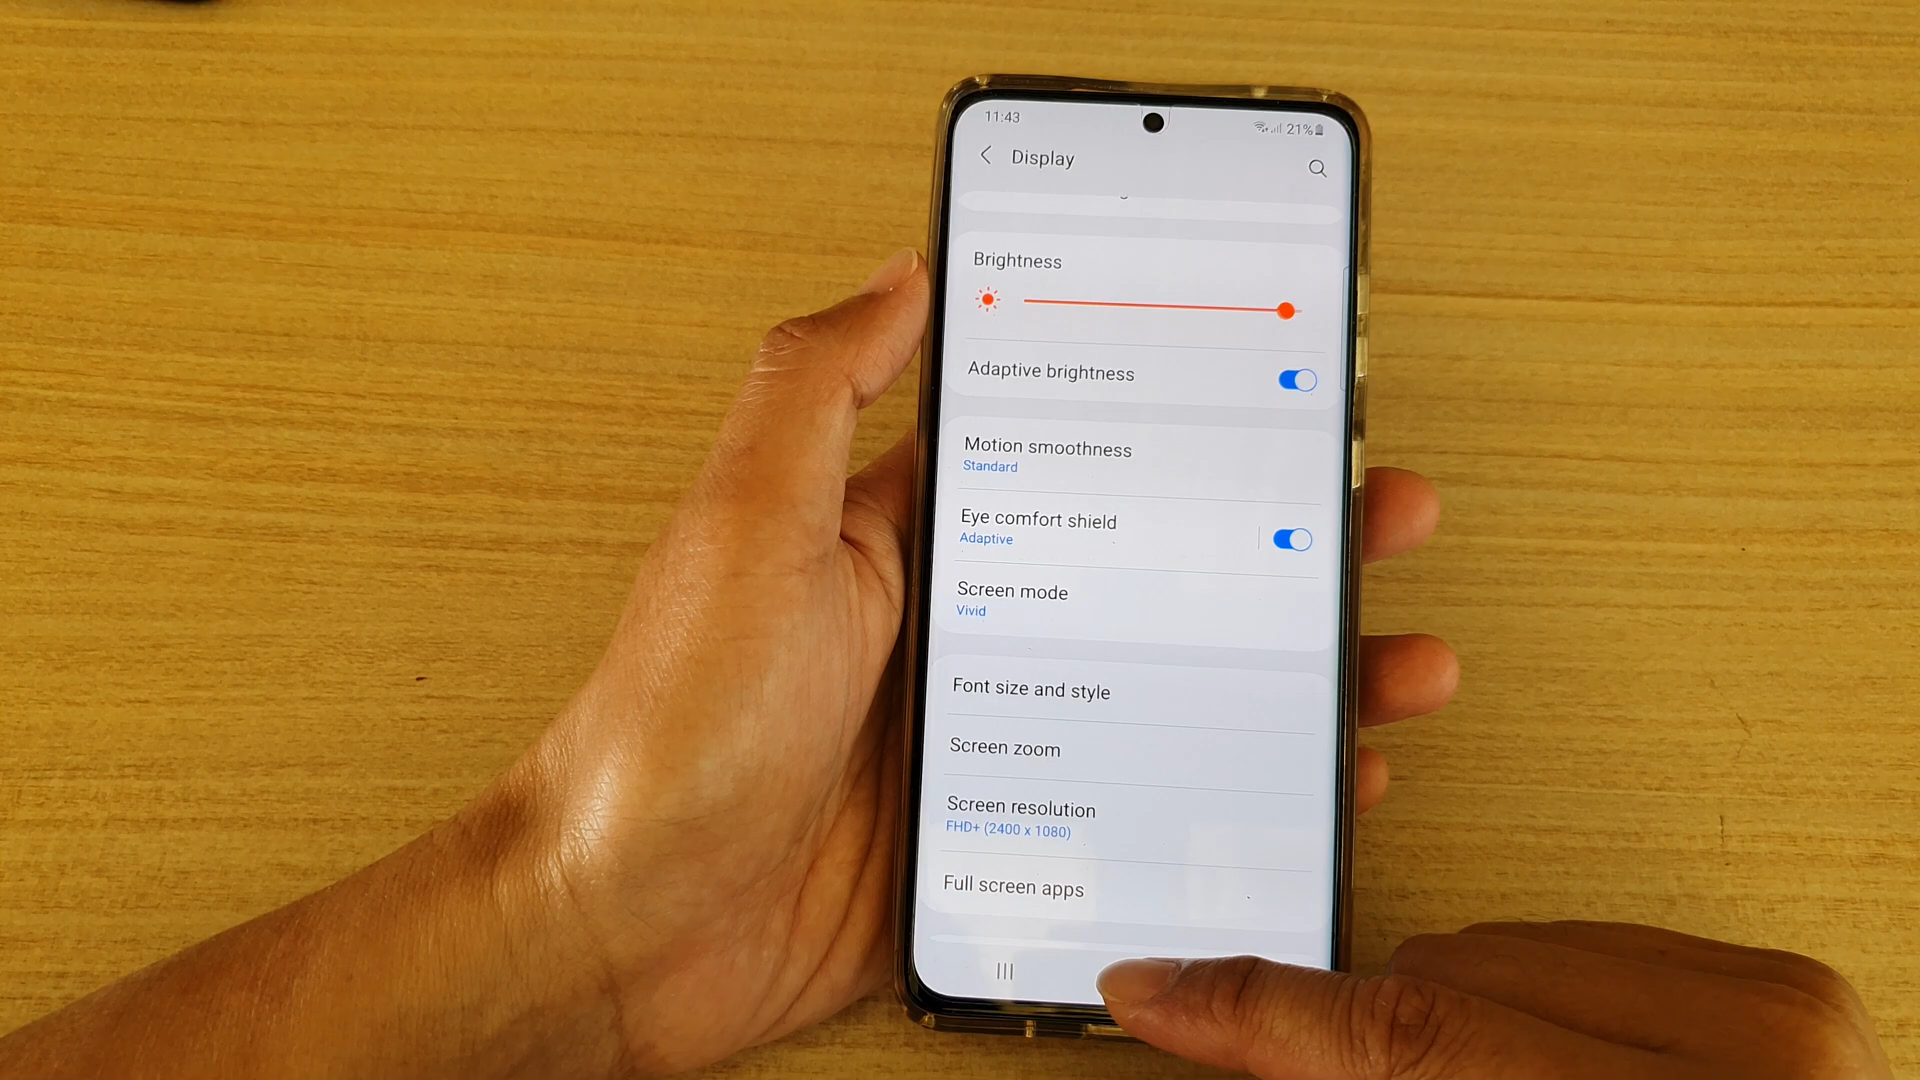 11:43
21%
Display
Brightness
Adaptive brightness
Motion smoothness
Standard
Eye comfort shield
Adaptive
Screen mode
Vivid
Font size and style
Screen zoom
Screen resolution
FHD+ (2400 x 1080)
Full screen apps